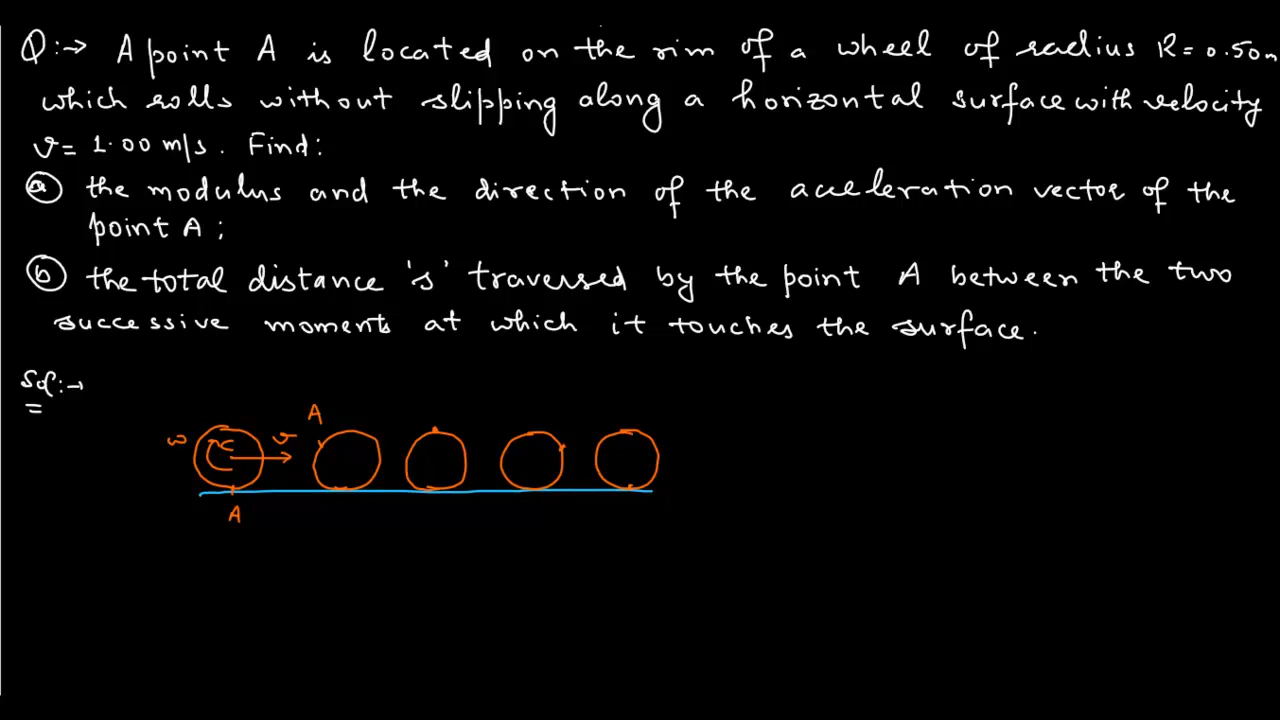 Q:→ A point A is located on the rim of a wheel of radius R = 0.50m
which rolls without slipping along a horizontal surface with velocity
v = 1.00 m/s. Find:
(a) the modulus and the direction of the acceleration vector of the
point A;
(b) the total distance 's' traversed by the point A between the two
successive moments at which it touches the surface.
Sol:→
A
ω C v
A